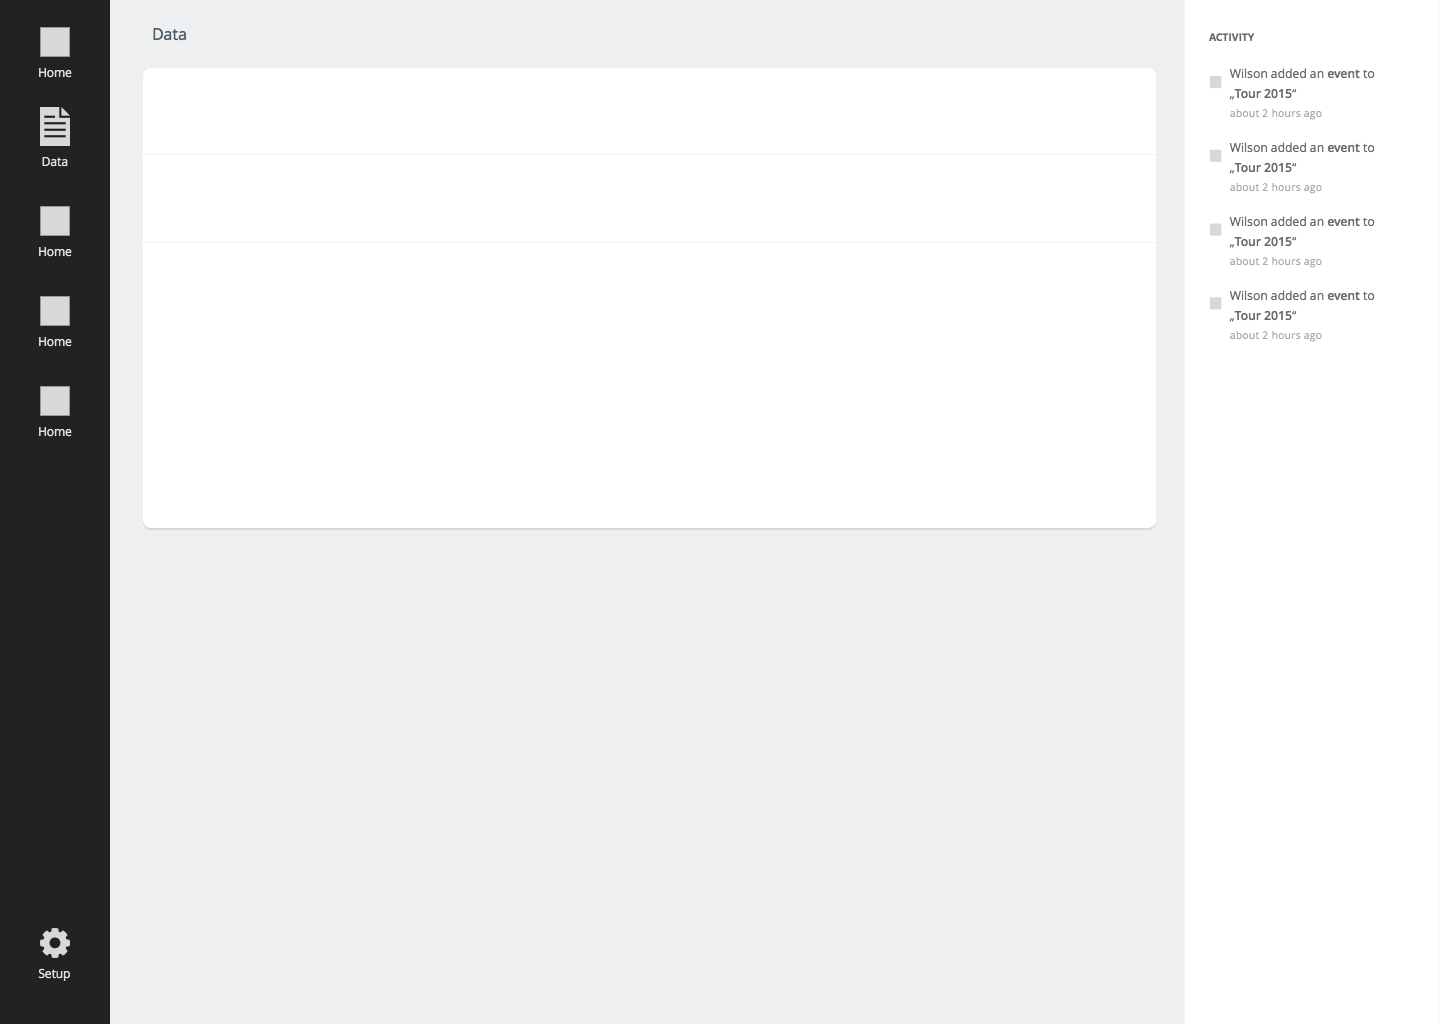 Home
Data
Home
Home
Home
Setup
Data
ACTIVITY
Wilson added an event to
„Tour 2015“
about 2 hours ago
Wilson added an event to
„Tour 2015“
about 2 hours ago
Wilson added an event to
„Tour 2015“
about 2 hours ago
Wilson added an event to
„Tour 2015“
about 2 hours ago